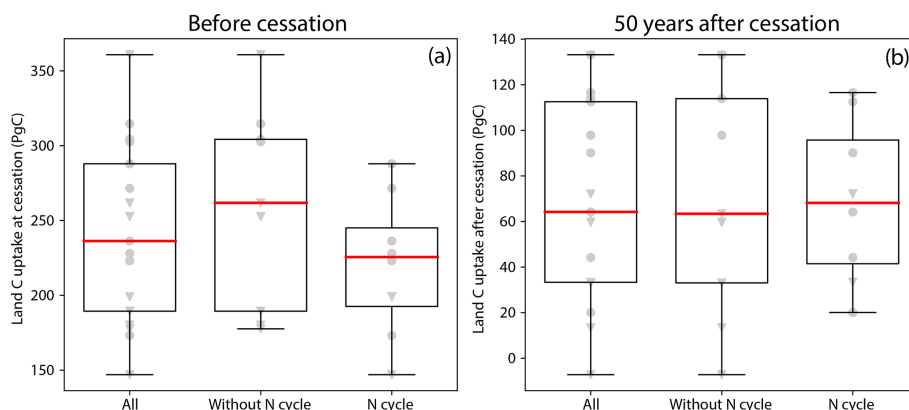 Before cessation
50 years after cessation
(a)
Land C uptake at cessation (PgC)
350
300
250
200
150
All
Without N cycle
N cycle
(b)
Land C uptake after cessation (PgC)
140
120
100
80
60
40
20
0
All
Without N cycle
N cycle